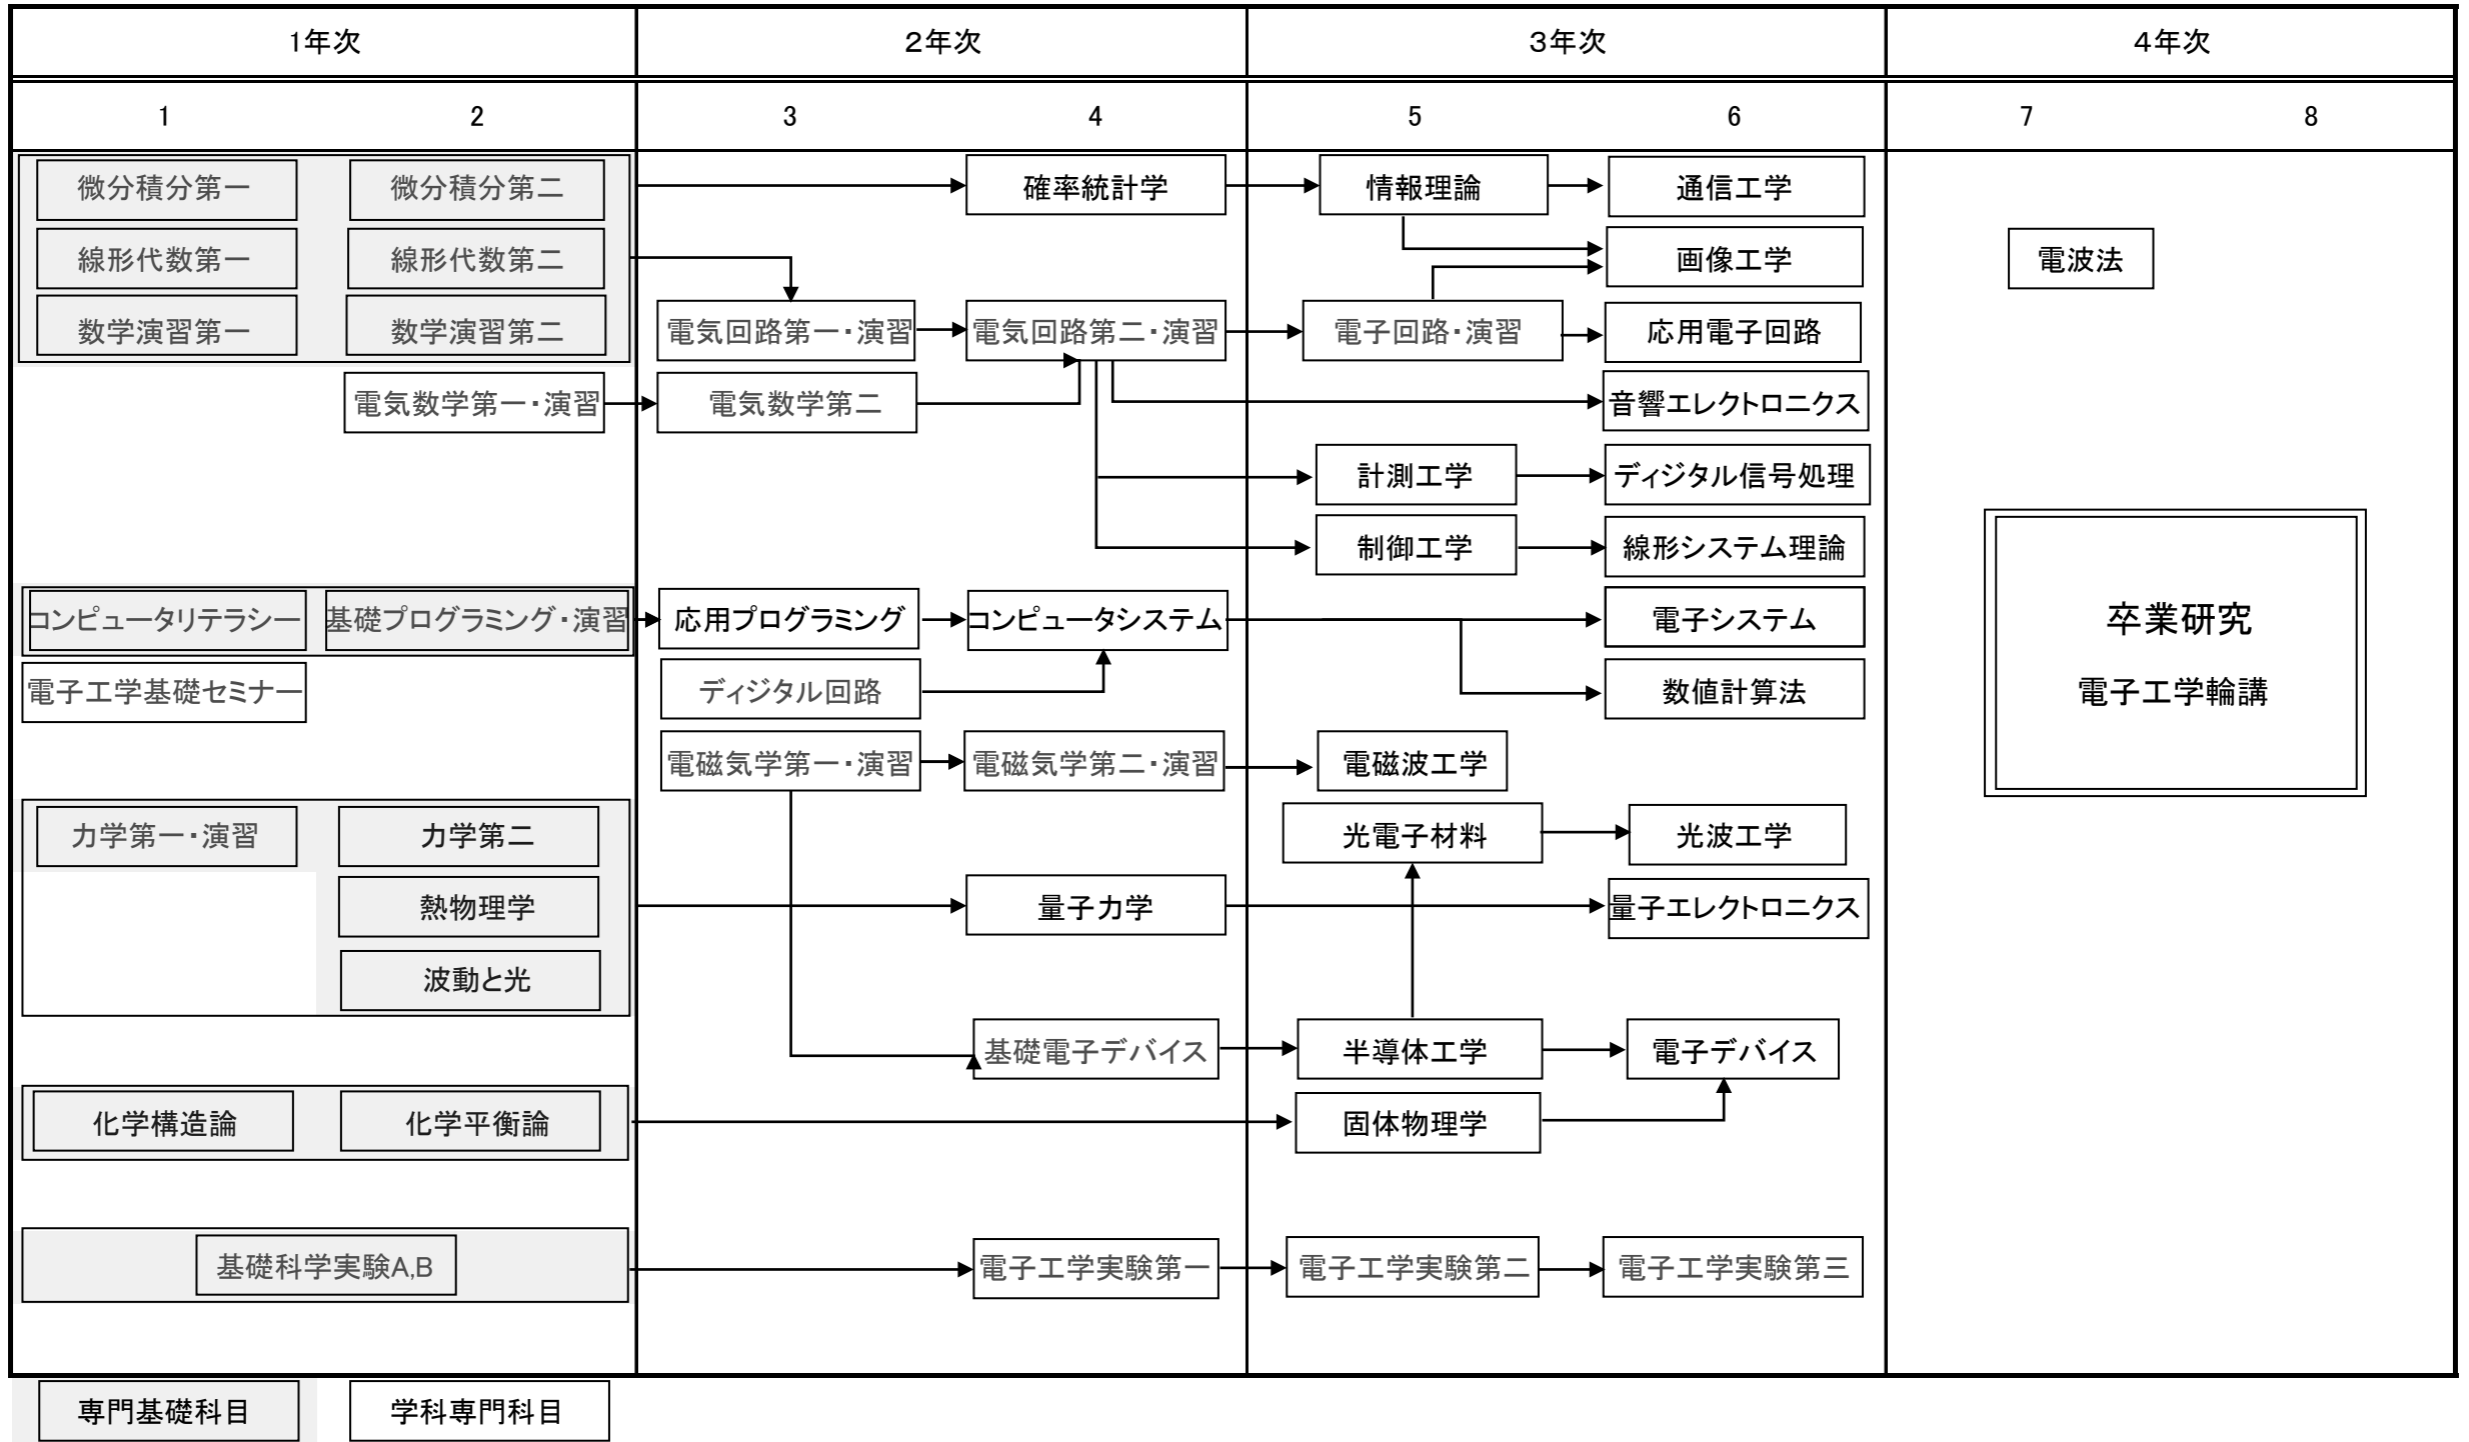 1年次 2年次 3年次 4年次
1 2 3 4 5 6 7 8
微分積分第一 微分積分第二 確率統計学 情報理論 通信工学
線形代数第一 線形代数第二 画像工学 電波法
数学演習第一 数学演習第二 電気回路第一・演習 電気回路第二・演習 電子回路・演習 応用電子回路
電気数学第一・演習 電気数学第二 音響エレクトロニクス
計測工学 ディジタル信号処理
制御工学 線形システム理論
コンピュータリテラシー 基礎プログラミング・演習 応用プログラミング コンピュータシステム 電子システム 卒業研究
電子工学基礎セミナー ディジタル回路 数値計算法 電子工学輪講
電磁気学第一・演習 電磁気学第二・演習 電磁波工学
力学第一・演習 力学第二 光電子材料 光波工学
熱物理学 量子力学 量子エレクトロニクス
波動と光
基礎電子デバイス 半導体工学 電子デバイス
化学構造論 化学平衡論 固体物理学
基礎科学実験A,B 電子工学実験第一 電子工学実験第二 電子工学実験第三
専門基礎科目 学科専門科目